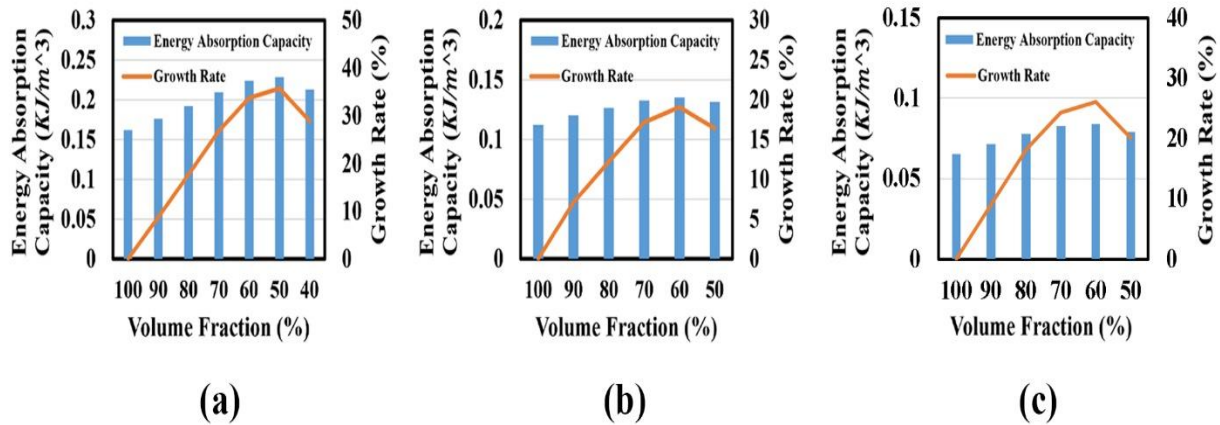 Energy Absorption
Capacity (KJ/m^3)
0.3
0.25
0.2
0.15
0.1
0.05
0
Energy Absorption Capacity
Growth Rate
50
40
30
20
10
0
Growth Rate (%)
100 90 80 70 60 50 40
Volume Fraction (%)
(a)
Energy Absorption
Capacity (KJ/m^3)
0.2
0.15
0.1
0.05
0
Energy Absorption Capacity
Growth Rate
30
25
20
15
10
5
0
Growth Rate (%)
100 90 80 70 60 50
Volume Fraction (%)
(b)
Energy Absorption
Capacity (KJ/m^3)
0.15
0.1
0.05
0
Energy Absorption Capacity
Growth Rate
40
30
20
10
0
Growth Rate (%)
100 90 80 70 60 50
Volume Fraction (%)
(c)